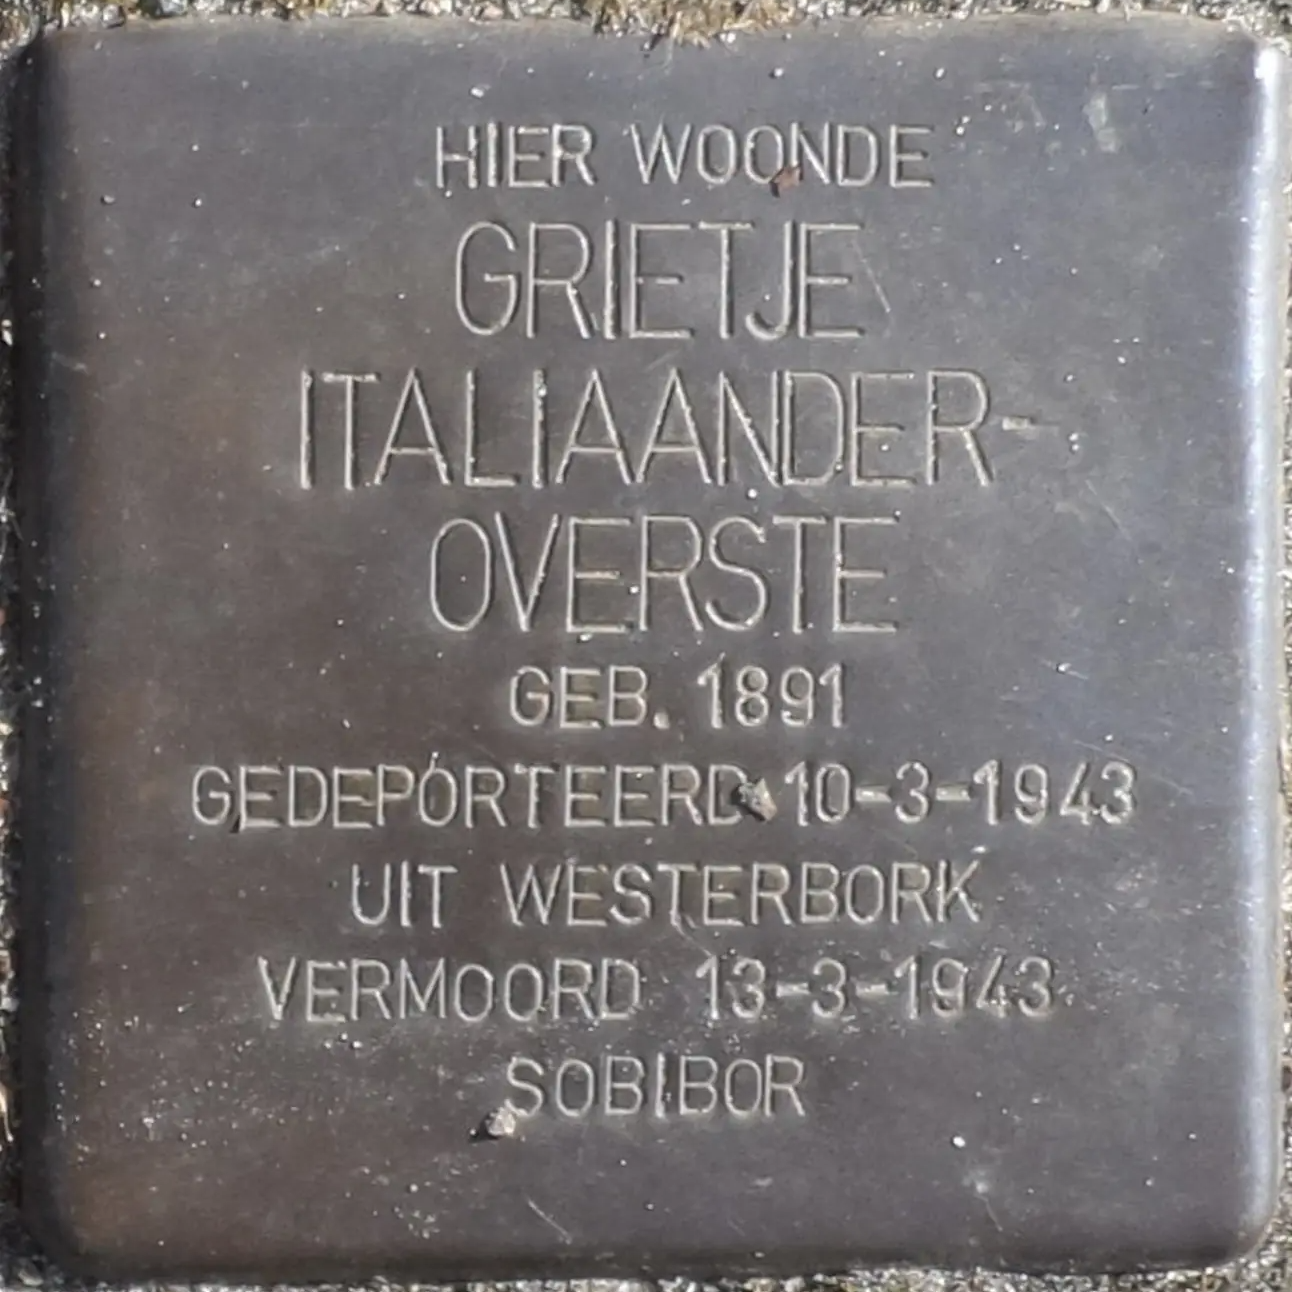 HIER WOONDE
GRIETJE
ITALIAANDER-
OVERSTE
GEB. 1891
GEDEPORTEERD 10-3-1943
UIT WESTERBORK
VERMOORD 13-3-1943
SOBIBOR